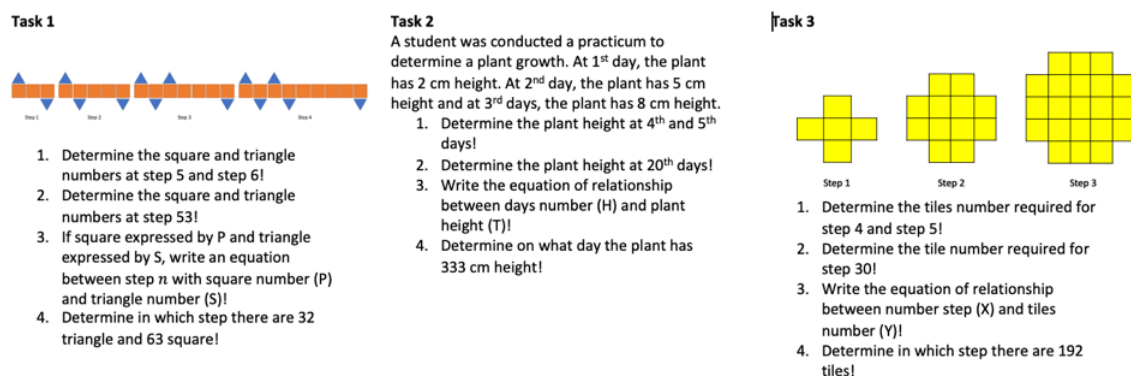 Task 1
Step 1
Step 2
Step 3
Step 4
1. Determine the square and triangle
numbers at step 5 and step 6!
2. Determine the square and triangle
numbers at step 53!
3. If square expressed by P and triangle
expressed by S, write an equation
between step n with square number (P)
and triangle number (S)!
4. Determine in which step there are 32
triangle and 63 square!
Task 2
A student was conducted a practicum to
determine a plant growth. At 1st day, the plant
has 2 cm height. At 2nd day, the plant has 5 cm
height and at 3rd days, the plant has 8 cm height.
1. Determine the plant height at 4th and 5th
days!
2. Determine the plant height at 20th days!
3. Write the equation of relationship
between days number (H) and plant
height (T)!
4. Determine on what day the plant has
333 cm height!
Task 3
Step 1
Step 2
Step 3
1. Determine the tiles number required for
step 4 and step 5!
2. Determine the tile number required for
step 30!
3. Write the equation of relationship
between number step (X) and tiles
number (Y)!
4. Determine in which step there are 192
tiles!